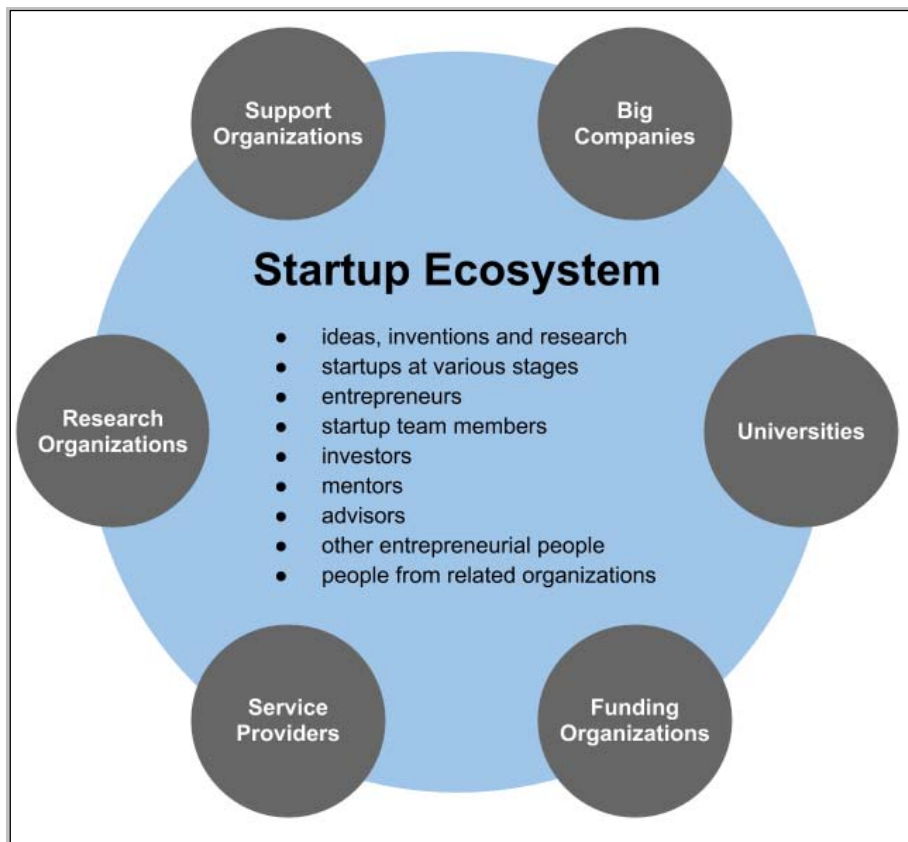 Support
Organizations
Big
Companies
Startup Ecosystem
● ideas, inventions and research
● startups at various stages
● entrepreneurs
● startup team members
● investors
● mentors
● advisors
● other entrepreneurial people
● people from related organizations
Research
Organizations
Universities
Service
Providers
Funding
Organizations